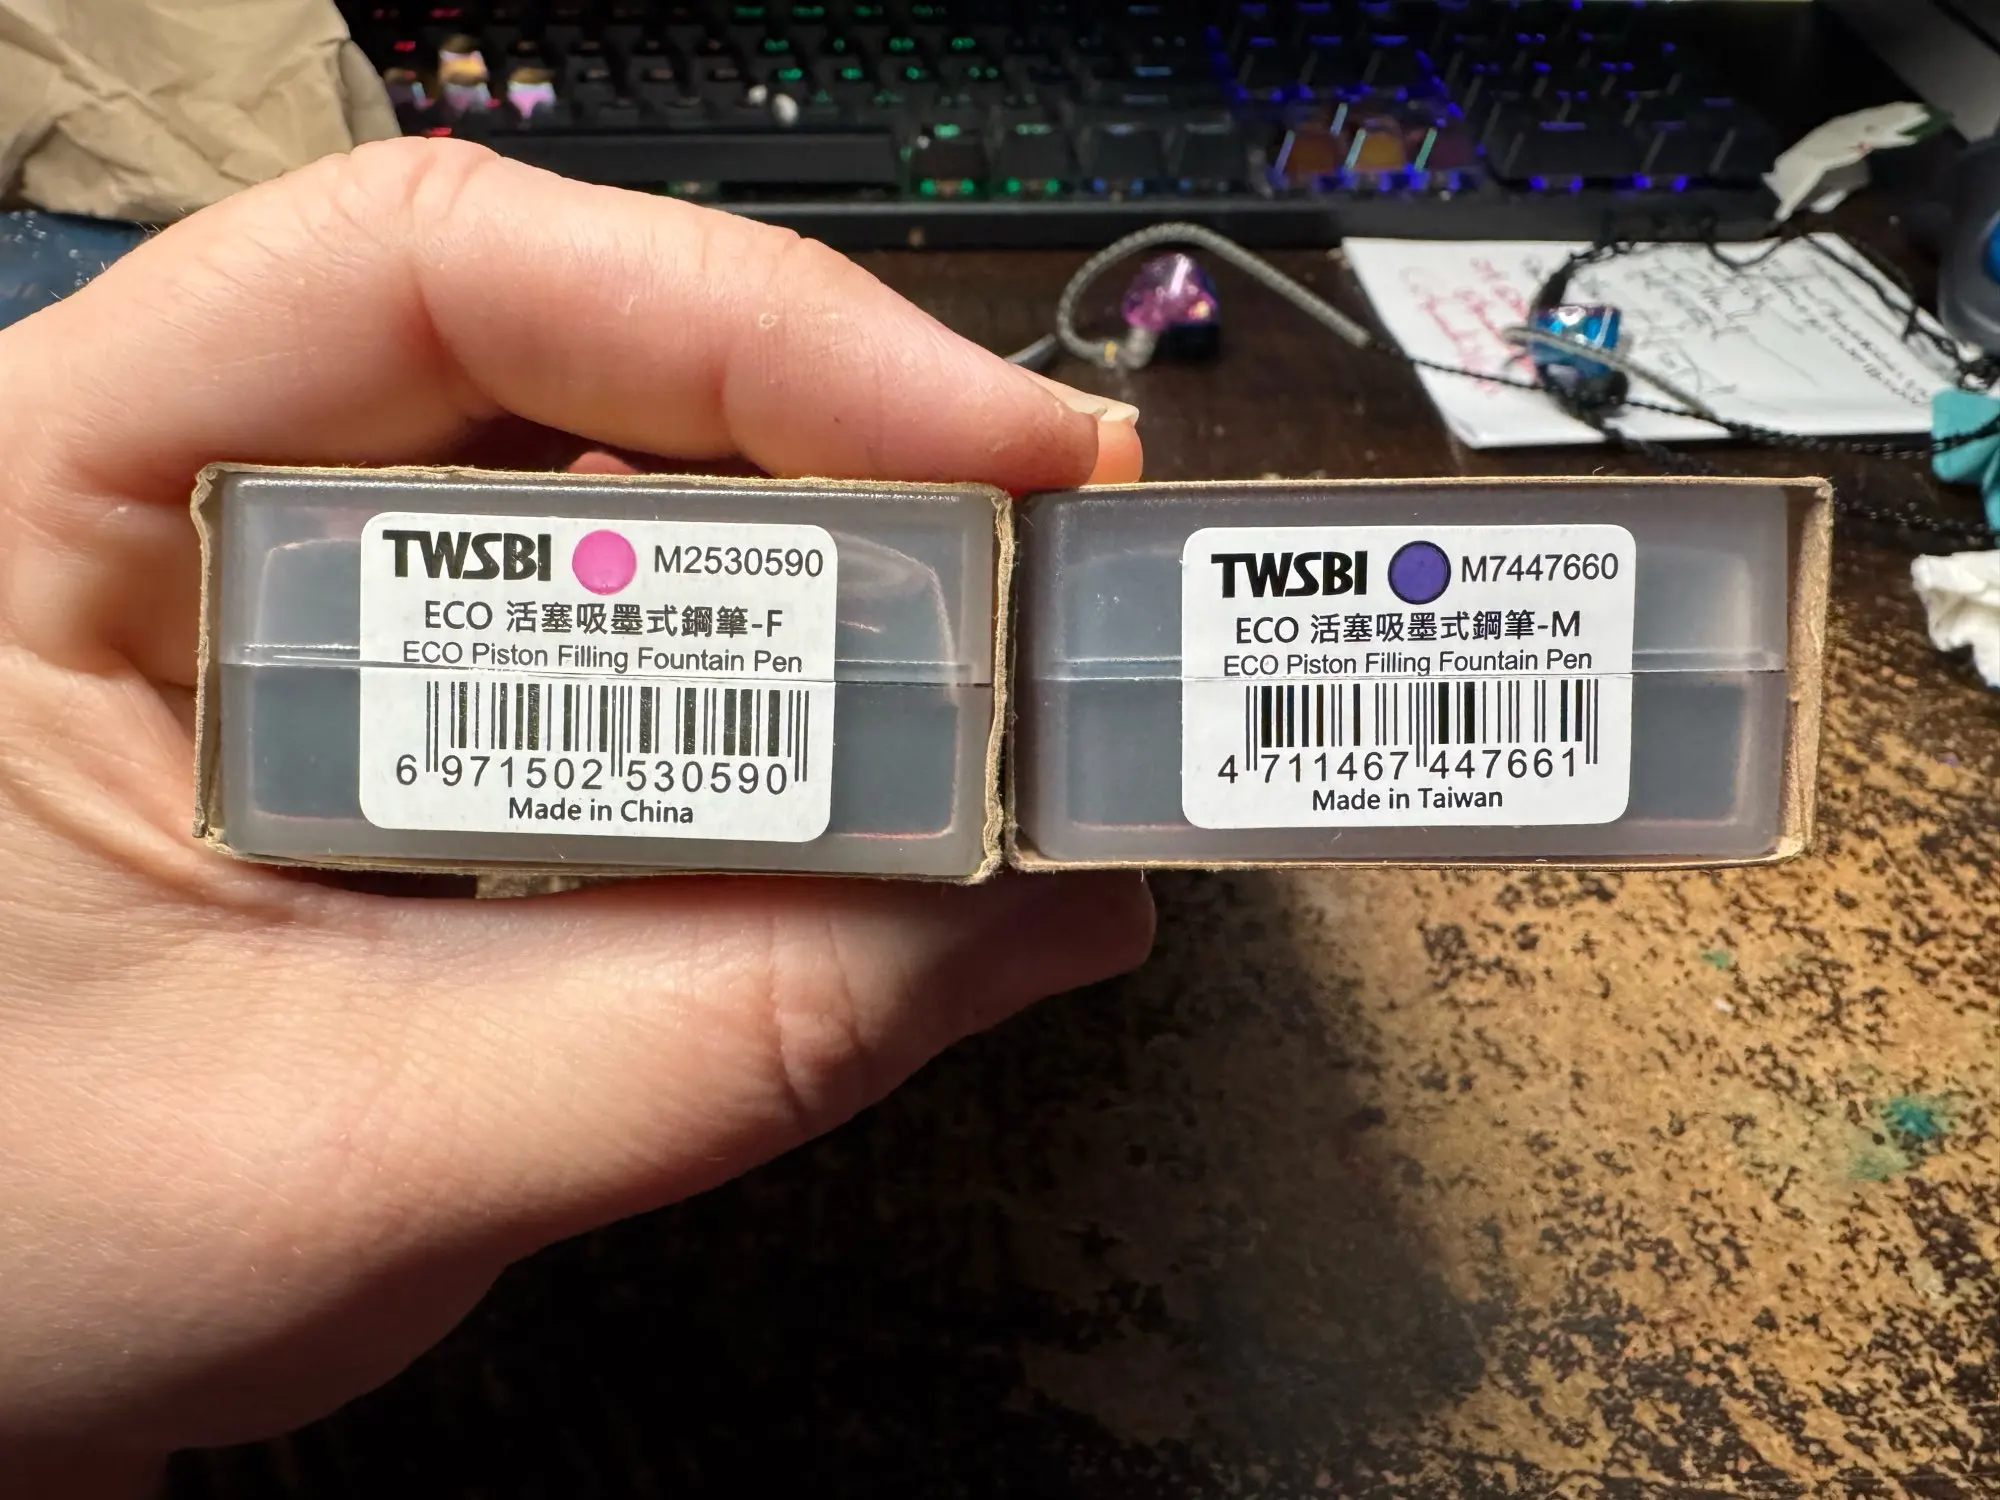 TWSBI M2530590
ECO 活塞吸墨式鋼筆-F
ECO Piston Filling Fountain Pen
6 971502 530590
Made in China
TWSBI M7447660
ECO 活塞吸墨式鋼筆-M
ECO Piston Filling Fountain Pen
4 711467 447661
Made in Taiwan